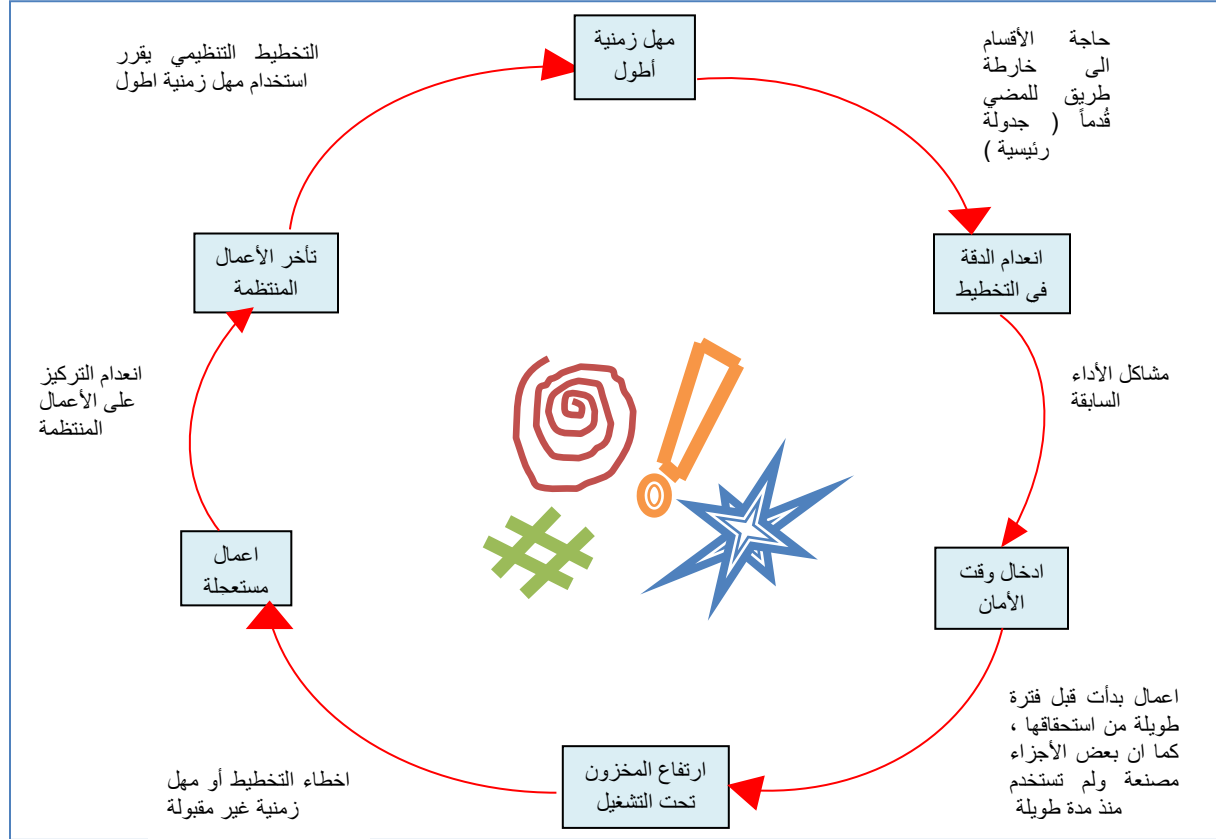 مهل زمنية
أطول
حاجة الأقسام
الى خارطة
طريق للمضي
قُدماً ( جدولة
رئيسية )
انعدام الدقة
فى التخطيط
مشاكل الأداء
السابقة
ادخال وقت
الأمان
اعمال بدأت قبل فترة
طويلة من استحقاقها ،
كما ان بعض الأجزاء
مصنعة ولم تستخدم
منذ مدة طويلة
ارتفاع المخزون
تحت التشغيل
اخطاء التخطيط أو مهل
زمنية غير مقبولة
اعمال
مستعجلة
انعدام التركيز
على الأعمال
المنتظمة
تأخر الأعمال
المنتظمة
التخطيط التنظيمي يقرر
استخدام مهل زمنية اطول